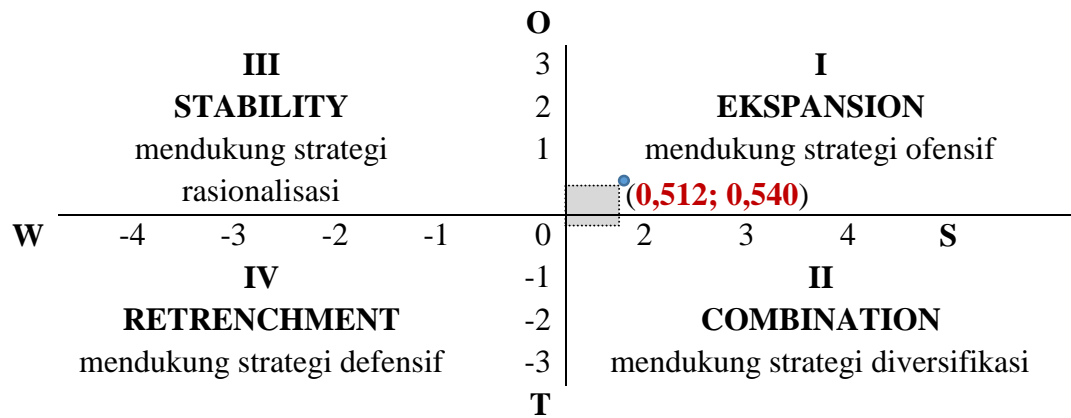 O
III 3 I
STABILITY 2 EKSPANSION
mendukung strategi 1 mendukung strategi ofensif
rasionalisasi (0,512; 0,540)
W -4 -3 -2 -1 0 2 3 4 S
IV -1 II
RETRENCHMENT -2 COMBINATION
mendukung strategi defensif -3 mendukung strategi diversifikasi
T